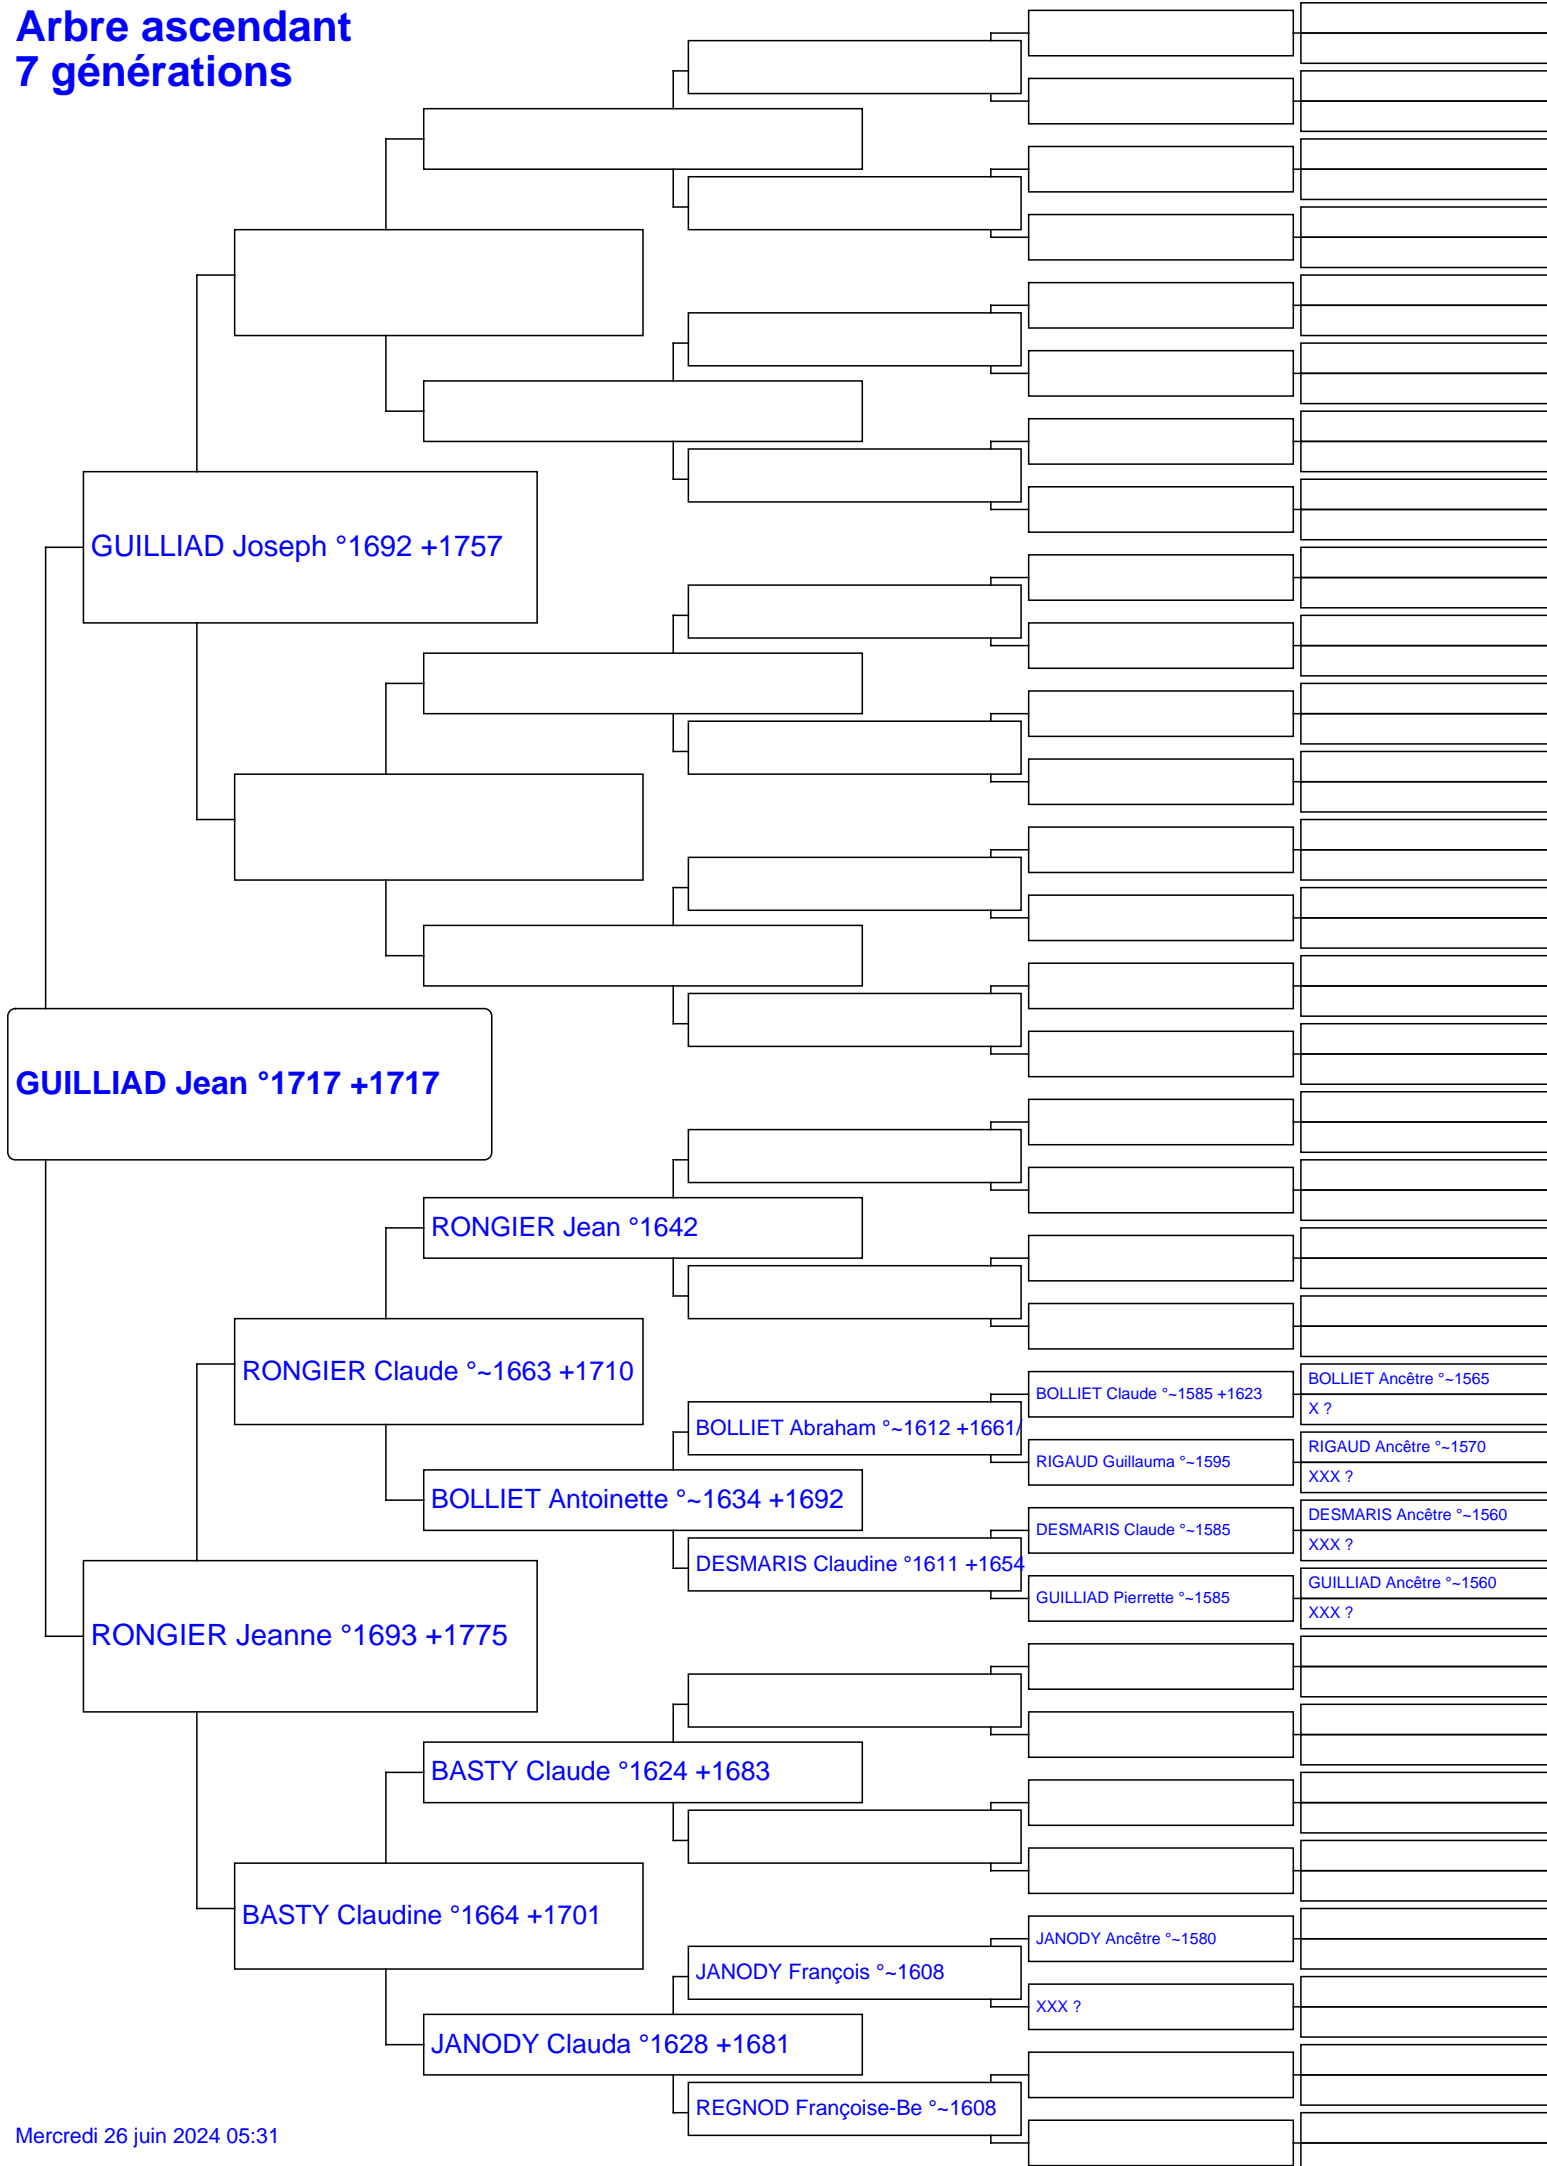 Arbre ascendant
7 générations
GUILLIAD Joseph °1692 +1757
GUILLIAD Jean °1717 +1717
RONGIER Jean °1642
RONGIER Claude °~1663 +1710
BOLLIET Claude °~1585 +1623
BOLLIET Ancêtre °~1565
X ?
BOLLIET Abraham °~1612 +1661/
RIGAUD Guillauma °~1595
RIGAUD Ancêtre °~1570
XXX ?
BOLLIET Antoinette °~1634 +1692
DESMARIS Claude °~1585
DESMARIS Ancêtre °~1560
XXX ?
DESMARIS Claudine °1611 +1654
GUILLIAD Pierrette °~1585
GUILLIAD Ancêtre °~1560
XXX ?
RONGIER Jeanne °1693 +1775
BASTY Claude °1624 +1683
BASTY Claudine °1664 +1701
JANODY Ancêtre °~1580
JANODY François °~1608
XXX ?
JANODY Clauda °1628 +1681
REGNOD Françoise-Be °~1608
Mercredi 26 juin 2024 05:31